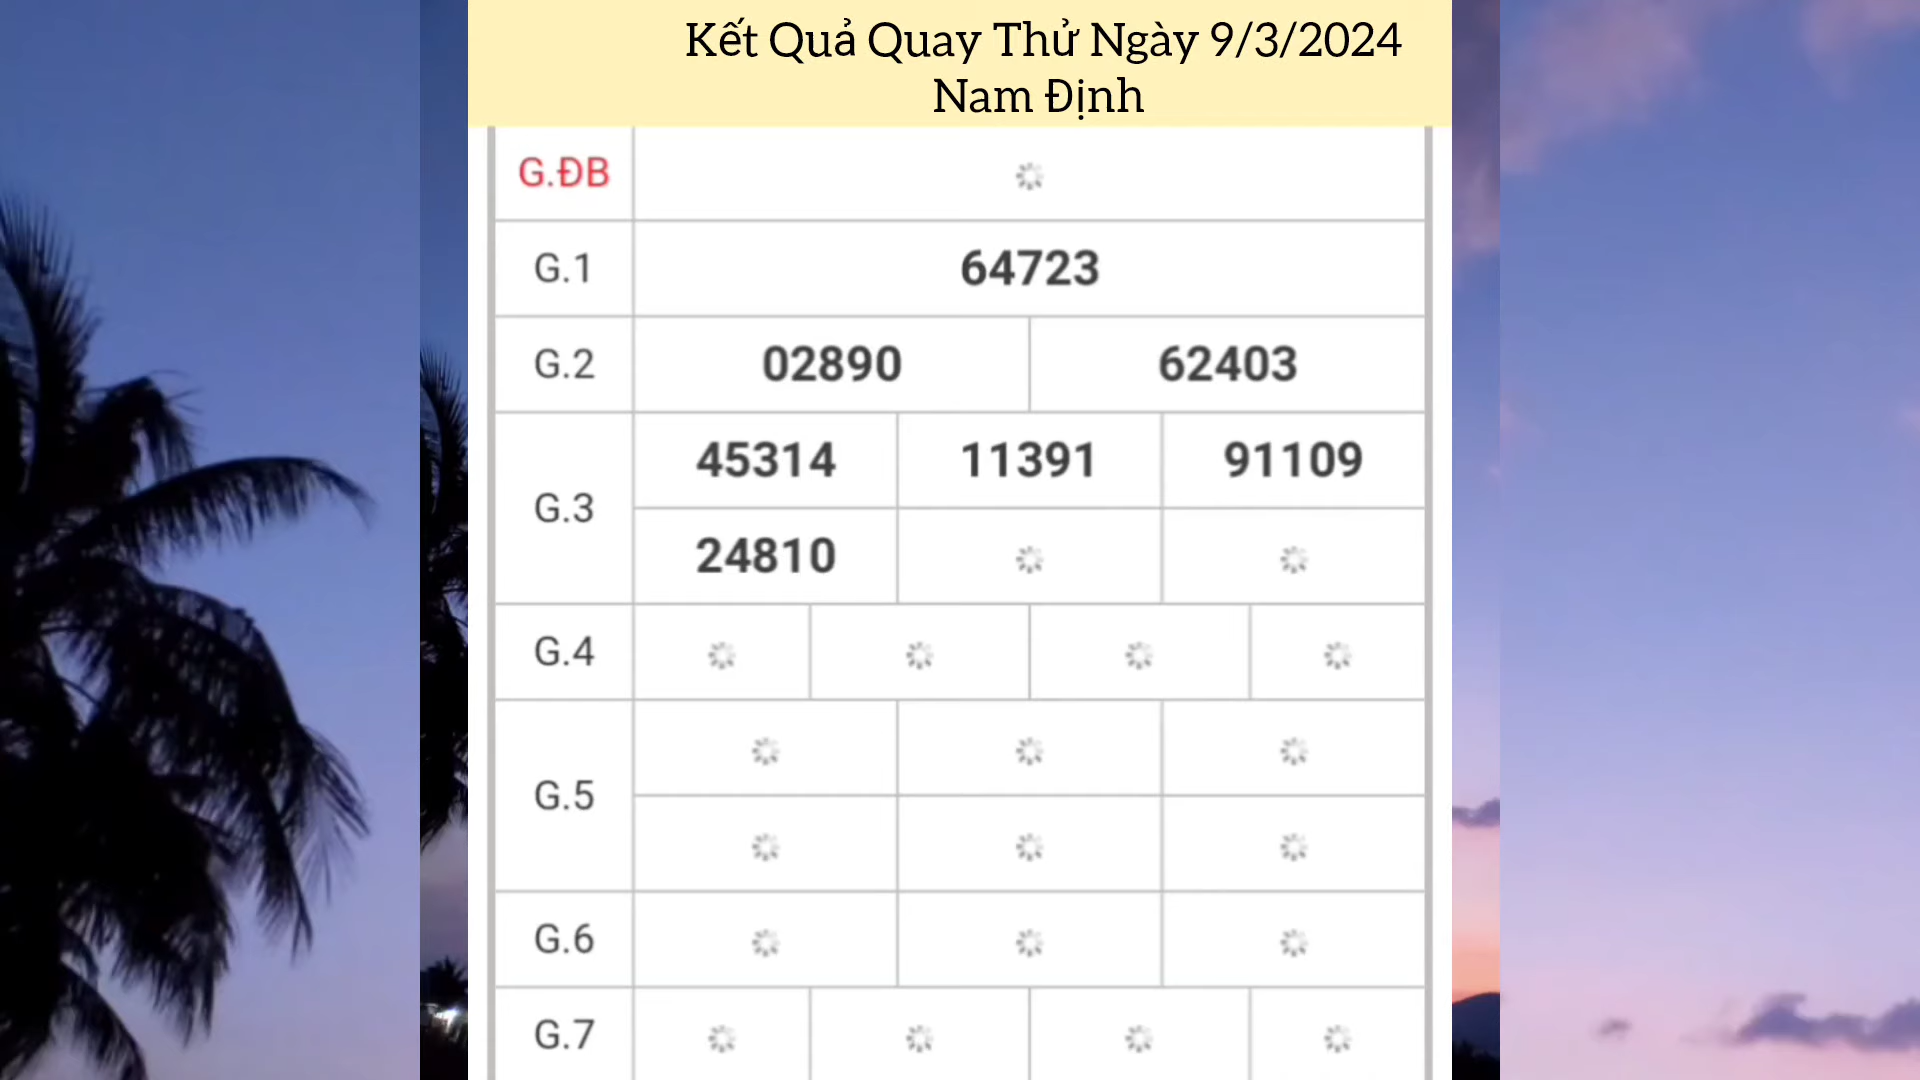 Kết Quả Quay Thử Ngày 9/3/2024
Nam Định
G.ĐB
G.1 64723
G.2 02890 62403
G.3 45314 11391 91109
24810
G.4
G.5
G.6
G.7